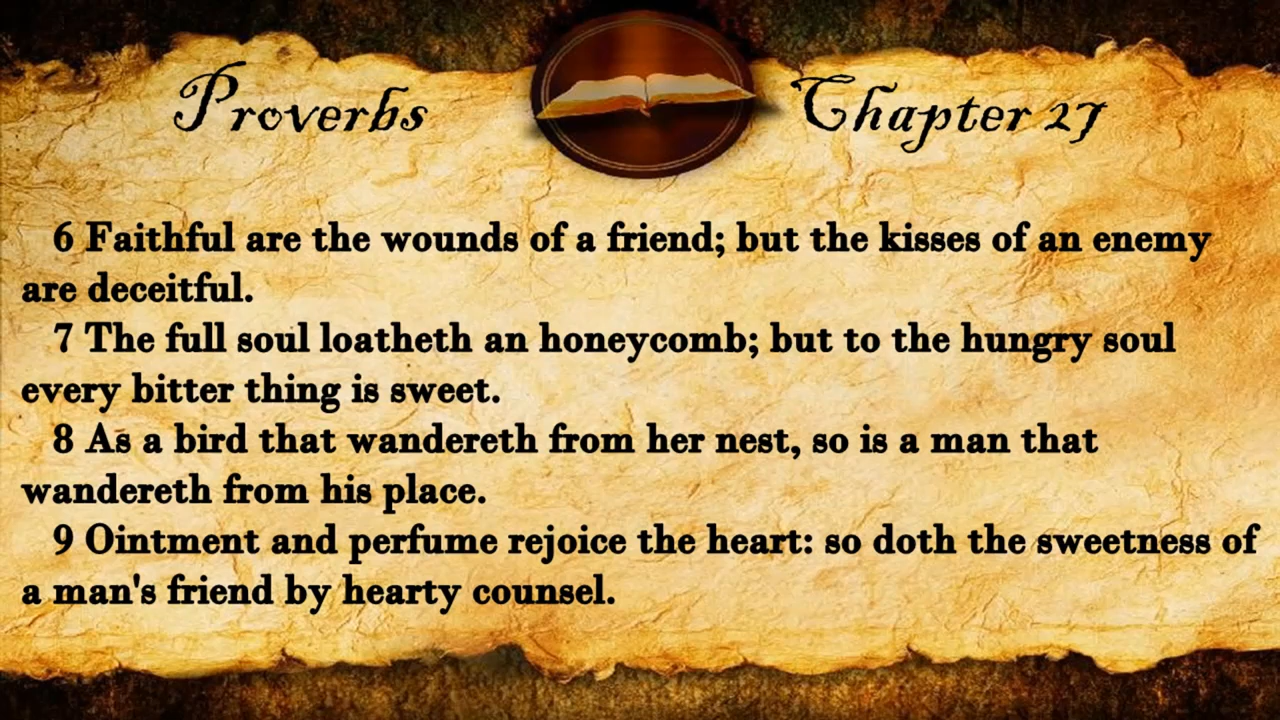 Proverbs Chapter 27
6 Faithful are the wounds of a friend; but the kisses of an enemy
are deceitful.
7 The full soul loatheth an honeycomb; but to the hungry soul
every bitter thing is sweet.
8 As a bird that wandereth from her nest, so is a man that
wandereth from his place.
9 Ointment and perfume rejoice the heart: so doth the sweetness of
a man's friend by hearty counsel.